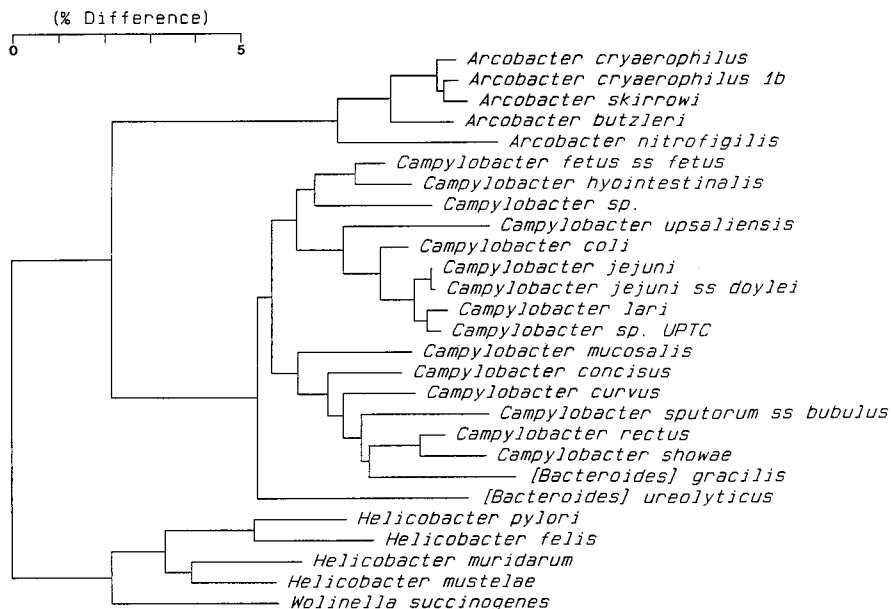 (% Difference)
0 5
Arcobacter cryaerophilus
Arcobacter cryaerophilus 1b
Arcobacter skirrowi
Arcobacter butzleri
Arcobacter nitrofigilis
Campylobacter fetus ss fetus
Campylobacter hyointestinalis
Campylobacter sp.
Campylobacter upsaliensis
Campylobacter coli
Campylobacter jejuni
Campylobacter jejuni ss doylei
Campylobacter lari
Campylobacter sp. UPTC
Campylobacter mucosalis
Campylobacter concisus
Campylobacter curvus
Campylobacter sputorum ss bubulus
Campylobacter rectus
Campylobacter showae
[Bacteroides] gracilis
[Bacteroides] ureolyticus
Helicobacter pylori
Helicobacter felis
Helicobacter muridarum
Helicobacter mustelae
Wolinella succinogenes